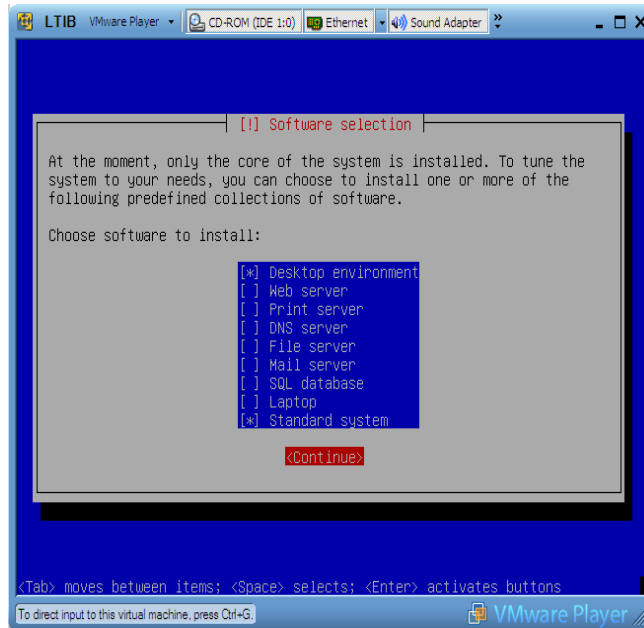 LTIB VMware Player CD-ROM (IDE 1:0) Ethernet Sound Adapter
[!] Software selection
At the moment, only the core of the system is installed. To tune the
system to your needs, you can choose to install one or more of the
following predefined collections of software.
Choose software to install:
[*] Desktop environment
[ ] Web server
[ ] Print server
[ ] DNS server
[ ] File server
[ ] Mail server
[ ] SQL database
[ ] Laptop
[*] Standard system
<Continue>
<Tab> moves between items; <Space> selects; <Enter> activates buttons
To direct input to this virtual machine, press Ctrl+G.
VMware Player